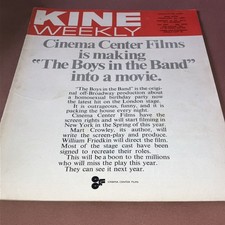 KINE
WEEKLY
Cinema Center Films
is making
"The Boys in the Band"
into a movie.
"The Boys in the Band" is the origi-
nal off-Broadway production about
a homosexual birthday party now
the latest hit on the London stage.
It is outrageous, funny, and it is
packing the house every night.
Cinema Center Films have the
screen rights and will start filming in
New York in the Spring of this year.
Mart Crowley, its author, will
write the screen-play and produce.
William Friedkin will direct the film.
Most of the stage cast have been
signed to recreate their roles.
This will be a boon to the millions
who will miss the play this year.
They can see it next year.
CINEMA CENTER FILMS